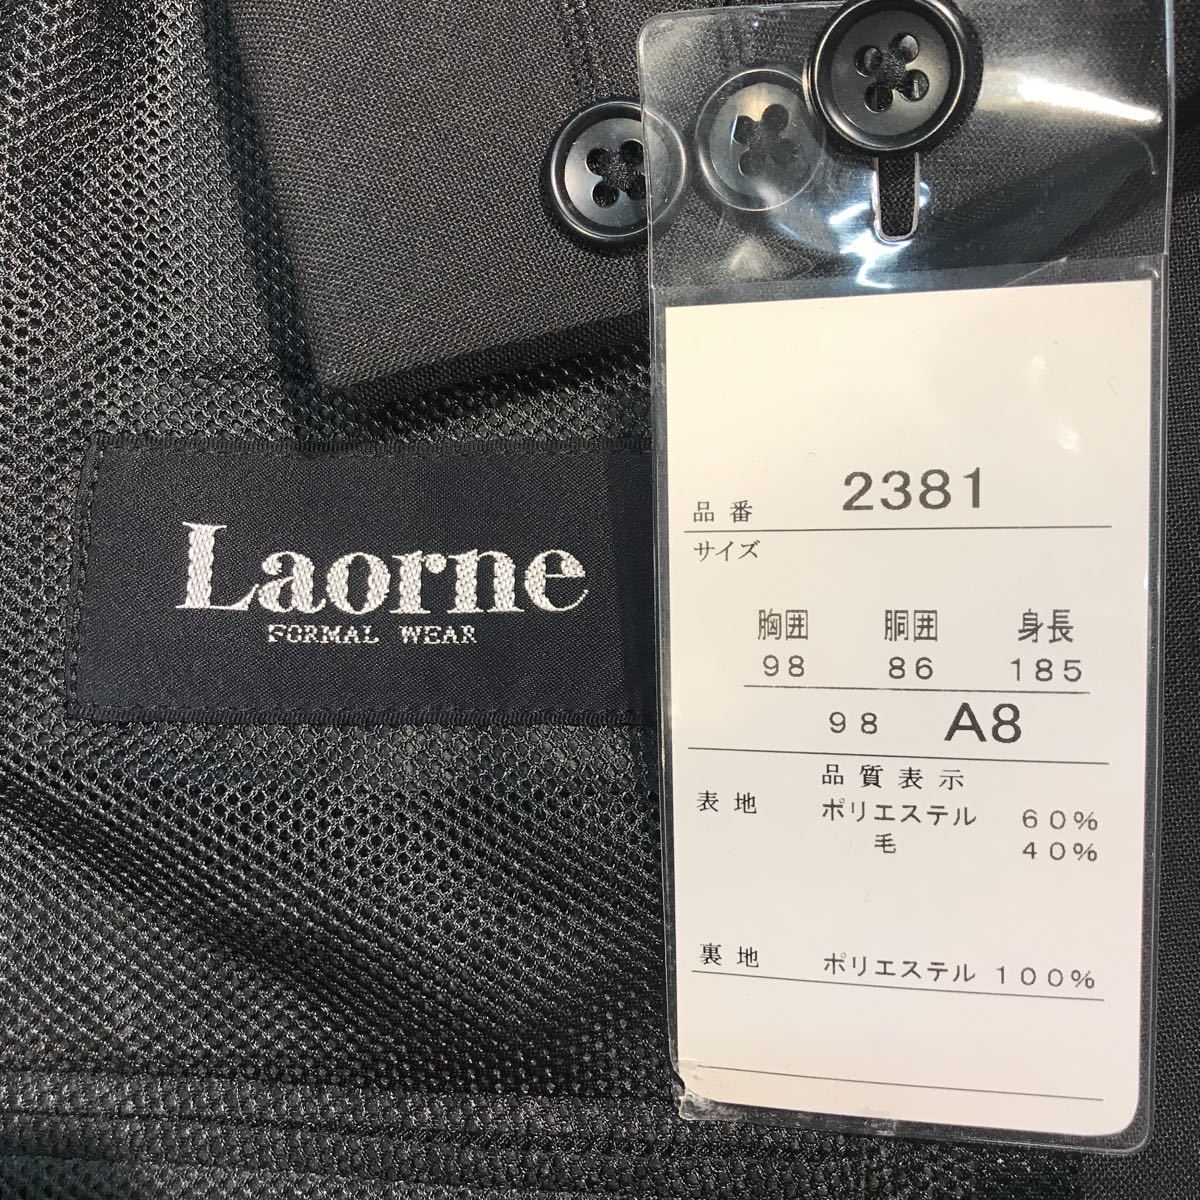 Laorne
FORMAL WEAR
品番 2381
サイズ
胸囲 胴囲 身長
98 86 185
98 A8
品質表示
表地 ポリエステル 60%
毛 40%
裏地 ポリエステル 100%